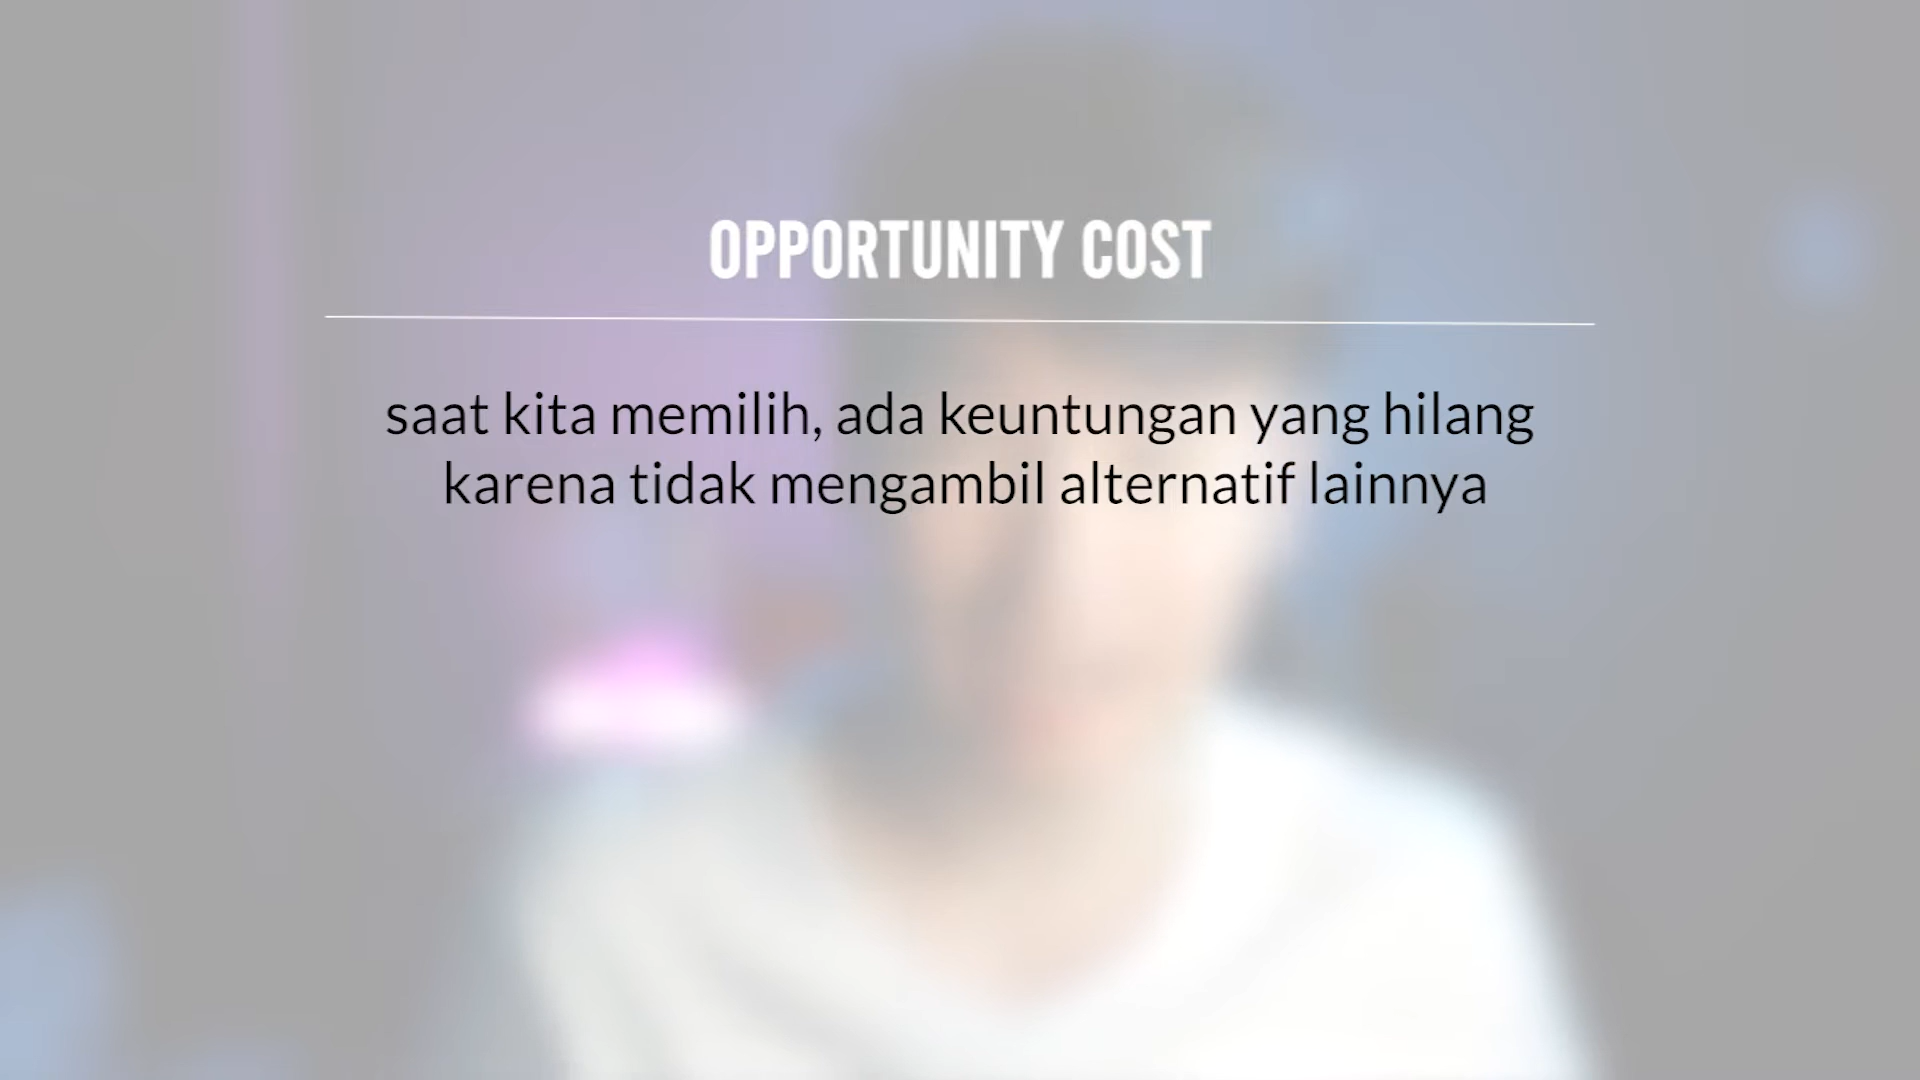 OPPORTUNITY COST
saat kita memilih, ada keuntungan yang hilang
karena tidak mengambil alternatif lainnya